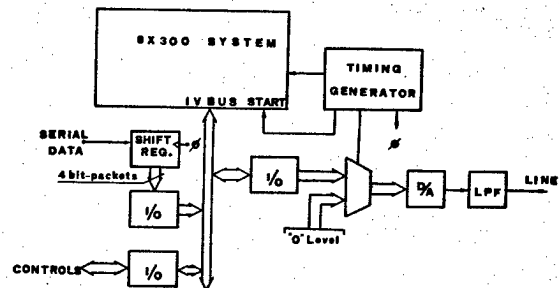 8X300 SYSTEM
IV BUS START
TIMING
GENERATOR
ø
SERIAL
DATA
SHIFT
REG.
ø
4 bit-packets
I/O
I/O
D/A
LPF
LINE
"0" Level
CONTROLS
I/O